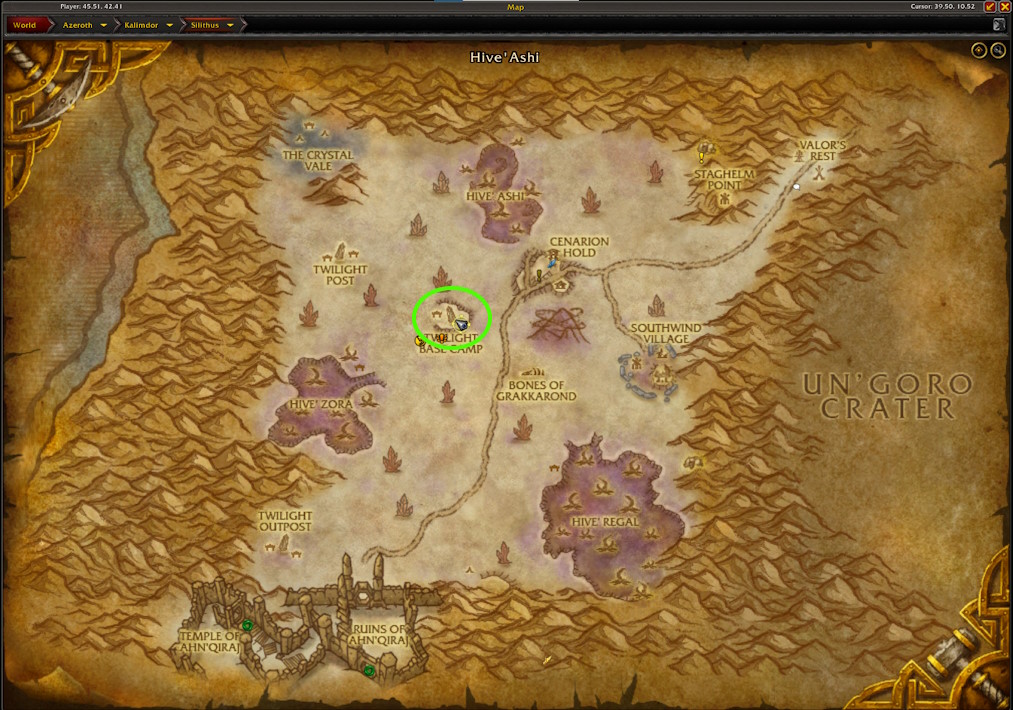 Player: 45.51, 42.41
Map
Cursor: 39.50, 10.52
World
Azeroth
Kalimdor
Silithus
Hive'Ashi
THE CRYSTAL
VALE
HIVE'ASHI
STAGHELM
POINT
VALOR'S
REST
TWILIGHT
POST
CENARION
HOLD
TWILIGHT
BASE CAMP
SOUTHWIND
VILLAGE
BONES OF
GRAKKAROND
UN'GORO
CRATER
HIVE'ZORA
HIVE'REGAL
TWILIGHT
OUTPOST
TEMPLE OF
AHN'QIRAJ
RUINS OF
AHN'QIRAJ